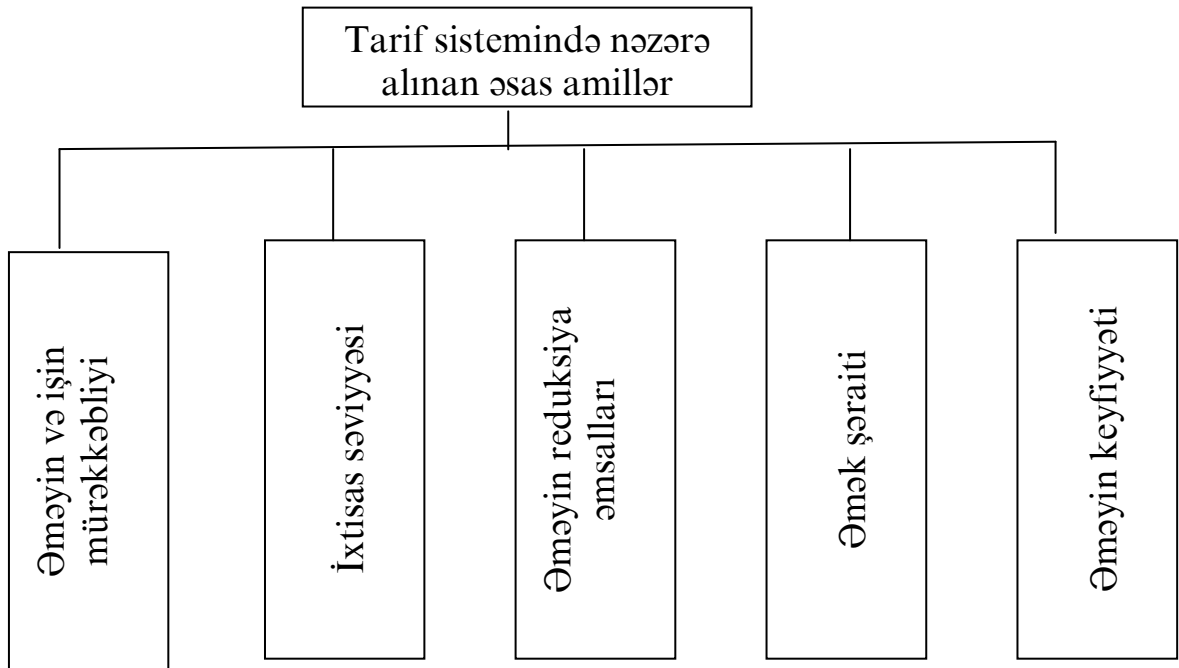 Tarif sistemində nəzərə
alınan əsas amillər
Əməyin və işin
mürəkkəbliyi
İxtisas səviyyəsi
Əməyin reduksiya
əmsalları
Əmək şəraiti
Əməyin keyfiyyəti